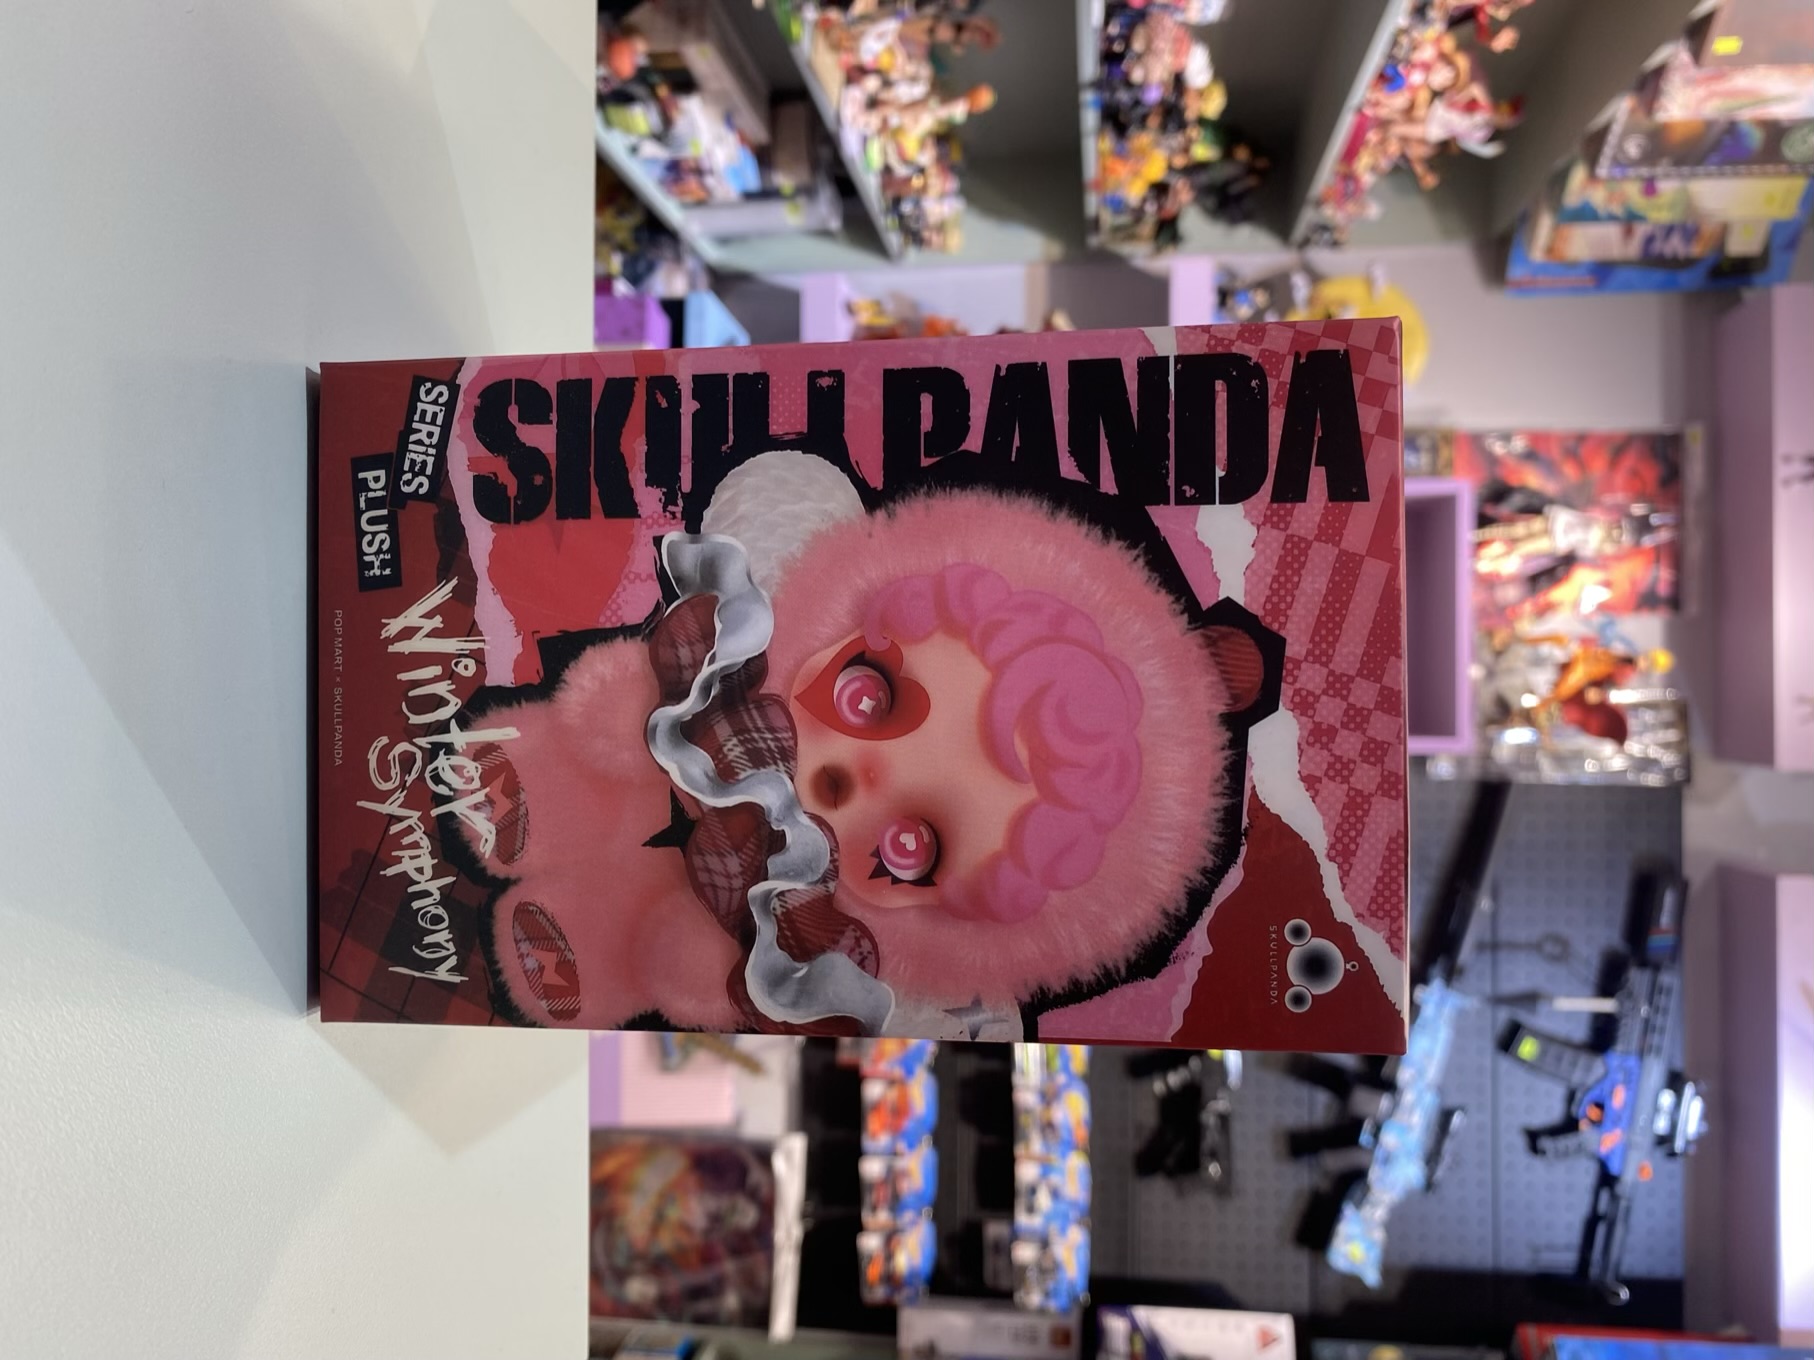 SKULLPANDA
SKULLPANDA
Winter
Symphony
SERIES
PLUSH
POP MART × SKULLPANDA